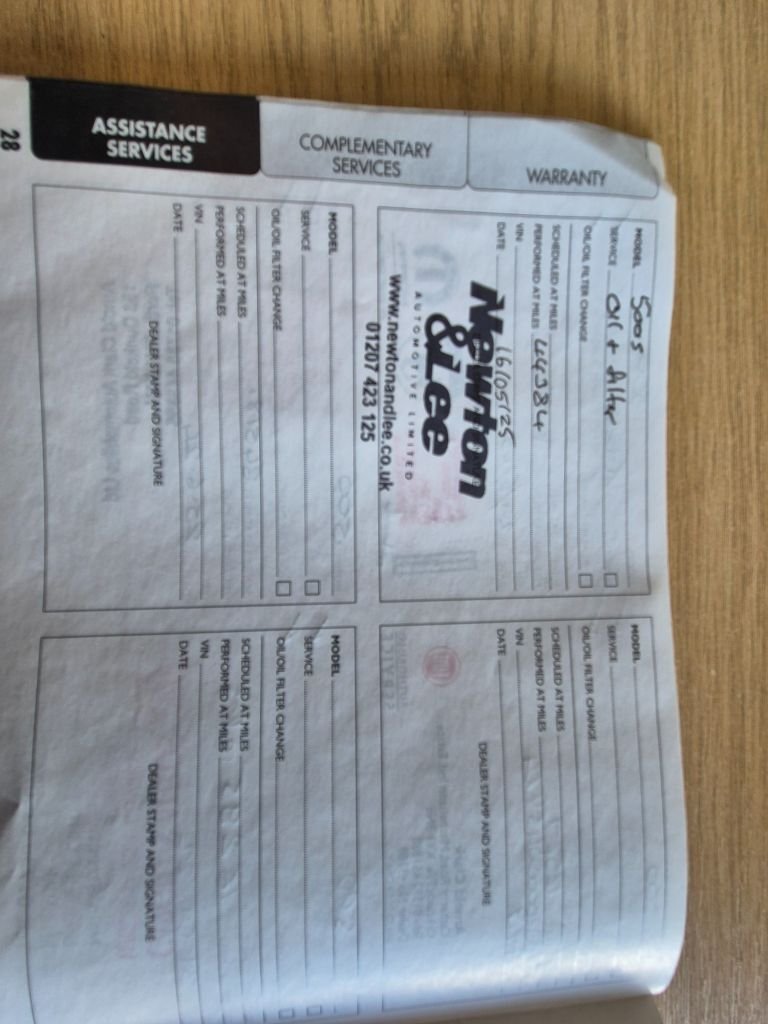 ASSISTANCE
SERVICES
COMPLEMENTARY
SERVICES
WARRANTY
28
MODEL 500s
SERVICE Oil + filter
OIL/OIL FILTER CHANGE
SCHEDULED AT MILES
PERFORMED AT MILES 44384
VIN
DATE 16/05/25
Newton
& Lee
AUTOMOTIVE LIMITED
www.newtonandlee.co.uk
01207 423 125
MODEL
SERVICE
OIL/OIL FILTER CHANGE
SCHEDULED AT MILES
PERFORMED AT MILES
VIN
DATE
DEALER STAMP AND SIGNATURE
MODEL
SERVICE
OIL/OIL FILTER CHANGE
SCHEDULED AT MILES
PERFORMED AT MILES
VIN
DATE
DEALER STAMP AND SIGNATURE
MODEL
SERVICE
OIL/OIL FILTER CHANGE
SCHEDULED AT MILES
PERFORMED AT MILES
VIN
DATE
DEALER STAMP AND SIGNATURE